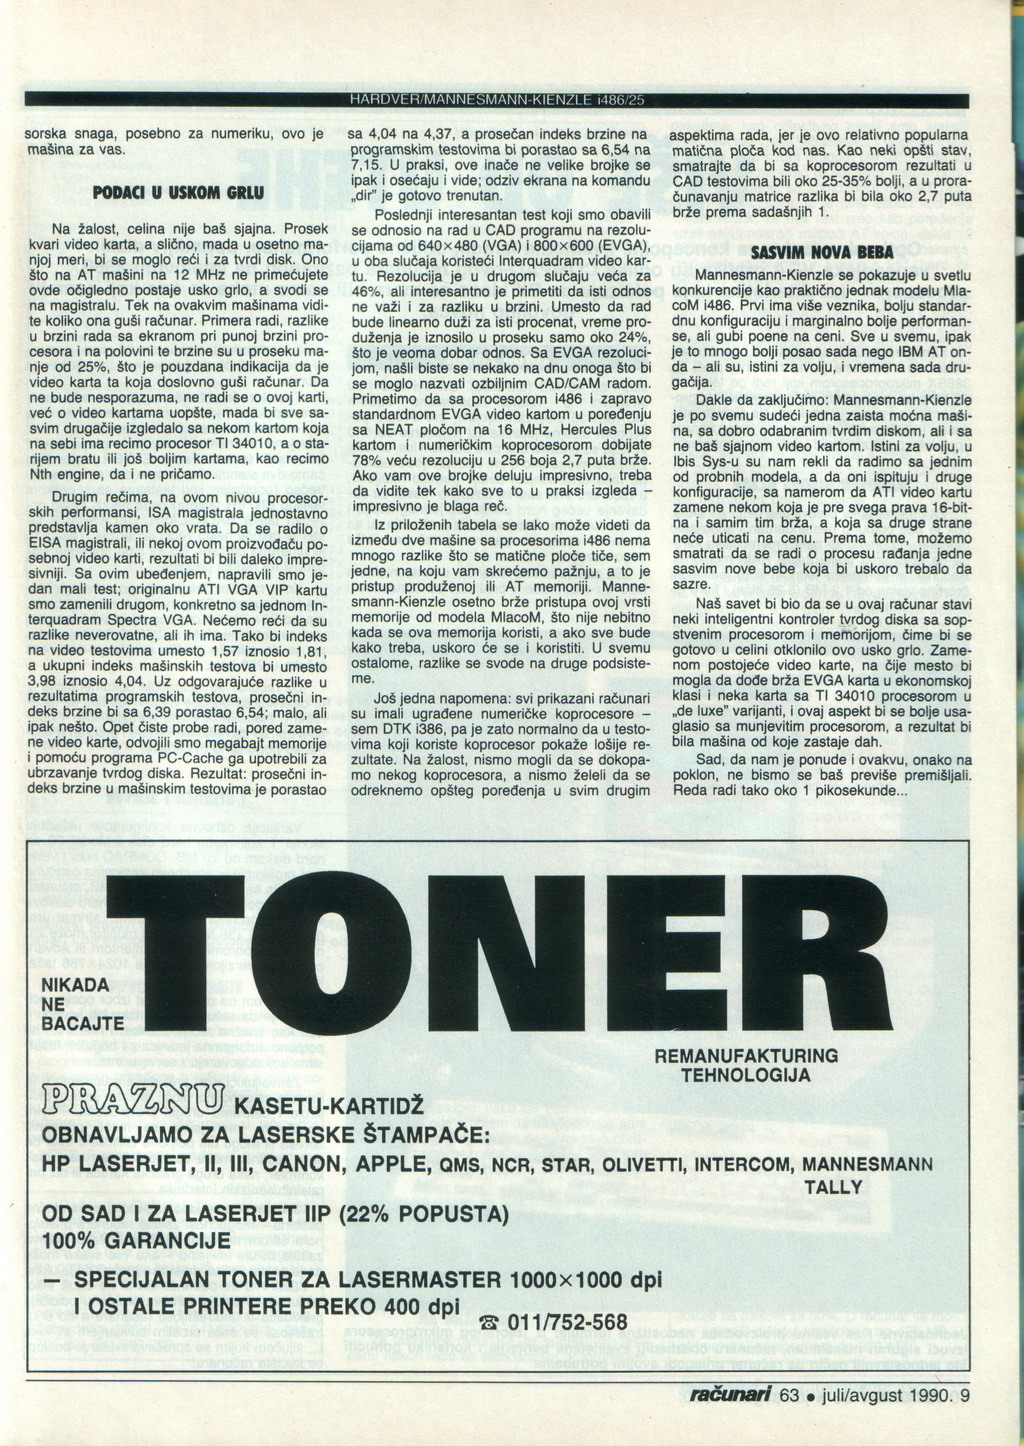 HARDVER/MANNESMANN-KIENZLE i486/25
sorska snaga, posebno za numeriku, ovo je
mašina za vas.
PODACI U USKOM GRLU
Na žalost, celina nije baš sjajna. Prosek
kvari video karta, a slično, mada u osetno ma-
njoj meri, bi se moglo reći i za tvrdi disk. Ono
što na AT mašini na 12 MHz ne primećujete
ovde očigledno postaje usko grlo, a svodi se
na magistralu. Tek na ovakvim mašinama vidi-
te koliko ona guši računar. Primera radi, razlike
u brzini rada sa ekranom pri punoj brzini pro-
cesora i na polovini te brzine su u proseku ma-
nje od 25%, što je pouzdana indikacija da je
video karta ta koja doslovno guši računar. Da
ne bude nesporazuma, ne radi se o ovoj karti,
već o video kartama uopšte, mada bi sve sa-
svim drugačije izgledalo sa nekom kartom koja
na sebi ima recimo procesor TI 34010, a o sta-
rijem bratu ili još boljim kartama, kao recimo
Nth engine, da i ne pričamo.
Drugim rečima, na ovom nivou procesor-
skih performansi, ISA magistrala jednostavno
predstavlja kamen oko vrata. Da se radilo o
EISA magistrali, ili nekoj ovom proizvođaču po-
sebnoj video karti, rezultati bi bili daleko impre-
sivniji. Sa ovim ubeđenjem, napravili smo je-
dan mali test; originalnu ATI VGA VIP kartu
smo zamenili drugom, konkretno sa jednom In-
terquadram Spectra VGA. Nećemo reći da su
razlike neverovatne, ali ih ima. Tako bi indeks
na video testovima umesto 1,57 iznosio 1,81,
a ukupni indeks mašinskih testova bi umesto
3,98 iznosio 4,04. Uz odgovarajuće razlike u
rezultatima programskih testova, prosečni in-
deks brzine bi sa 6,39 porastao 6,54; malo, ali
ipak nešto. Opet čiste probe radi, pored zame-
ne video karte, odvojili smo megabajt memorije
i pomoću programa PC-Cache ga upotrebili za
ubrzavanje tvrdog diska. Rezultat: prosečni in-
deks brzine u mašinskim testovima je porastao
sa 4,04 na 4,37, a prosečan indeks brzine na
programskim testovima bi porastao sa 6,54 na
7,15. U praksi, ove inače ne velike brojke se
ipak i osećaju i vide; odziv ekrana na komandu
„dir” je gotovo trenutan.
Poslednji interesantan test koji smo obavili
se odnosio na rad u CAD programu na rezolu-
cijama od 640×480 (VGA) i 800×600 (EVGA),
u oba slučaja koristeći Interquadram video kar-
tu. Rezolucija je u drugom slučaju veća za
46%, ali interesantno je primetiti da isti odnos
ne važi i za razliku u brzini. Umesto da rad
bude linearno duži za isti procenat, vreme pro-
duženja je iznosilo u proseku samo oko 24%,
što je veoma dobar odnos. Sa EVGA rezoluci-
jom, našli biste se nekako na dnu onoga što bi
se moglo nazvati ozbiljnim CAD/CAM radom.
Primetimo da sa procesorom i486 i zapravo
standardnom EVGA video kartom u poređenju
sa NEAT pločom na 16 MHz, Hercules Plus
kartom i numeričkim koprocesorom dobijate
78% veću rezoluciju u 256 boja 2,7 puta brže.
Ako vam ove brojke deluju impresivno, treba
da vidite tek kako sve to u praksi izgleda –
impresivno je blaga reč.
Iz priloženih tabela se lako može videti da
između dve mašine sa procesorima i486 nema
mnogo razlike što se matične ploče tiče, sem
jedne, na koju vam skrećemo pažnju, a to je
pristup produženoj ili AT memoriji. Manne-
smann-Kienzle osetno brže pristupa ovoj vrsti
memorije od modela MlacoM, što nije nebitno
kada se ova memorija koristi, a ako sve bude
kako treba, uskoro će se i koristiti. U svemu
ostalome, razlike se svode na druge podsiste-
me.
Još jedna napomena: svi prikazani računari
su imali ugrađene numeričke koprocesore –
sem DTK i386, pa je zato normalno da u testo-
vima koji koriste koprocesor pokaže lošije re-
zultate. Na žalost, nismo mogli da se dokopa-
mo nekog koprocesora, a nismo želeli da se
odreknemo opšteg poređenja u svim drugim
aspektima rada, jer je ovo relativno popularna
matična ploča kod nas. Kao neki opšti stav,
smatrajte da bi sa koprocesorom rezultati u
CAD testovima bili oko 25-35% bolji, a u prora-
čunavanju matrice razlika bi bila oko 2,7 puta
brže prema sadašnjih 1.
SASVIM NOVA BEBA
Mannesmann-Kienzle se pokazuje u svetlu
konkurencije kao praktično jednak modelu Mla-
coM i486. Prvi ima više veznika, bolju standar-
dnu konfiguraciju i marginalno bolje performan-
se, ali gubi poene na ceni. Sve u svemu, ipak
je to mnogo bolji posao sada nego IBM AT on-
da – ali su, istini za volju, i vremena sada dru-
gačija.
Dakle da zaključimo: Mannesmann-Kienzle
je po svemu sudeći jedna zaista moćna maši-
na, sa dobro odabranim tvrdim diskom, ali i sa
ne baš sjajnom video kartom. Istini za volju, u
Ibis Sys-u su nam rekli da radimo sa jednim
od probnih modela, a da oni ispituju i druge
konfiguracije, sa namerom da ATI video kartu
zamene nekom koja je pre svega prava 16-bit-
na i samim tim brža, a koja sa druge strane
neće uticati na cenu. Prema tome, možemo
smatrati da se radi o procesu rađanja jedne
sasvim nove bebe koja bi uskoro trebalo da
sazre.
Naš savet bi bio da se u ovaj računar stavi
neki inteligentni kontroler tvrdog diska sa sop-
stvenim procesorom i memorijom, čime bi se
gotovo u celini otklonilo ovo usko grlo. Zame-
nom postojeće video karte, na čije mesto bi
mogla da dođe brža EVGA karta u ekonomskoj
klasi i neka karta sa TI 34010 procesorom u
„de luxe” varijanti, i ovaj aspekt bi se bolje usa-
glasio sa munjevitim procesorom, a rezultat bi
bila mašina od koje zastaje dah.
Sad, da nam je ponude i ovakvu, onako na
poklon, ne bismo se baš previše premišljali.
Reda radi tako oko 1 pikosekunde...
TONER
NIKADA
NE
BACAJTE
REMANUFAKTURING
TEHNOLOGIJA
PRAZNU KASETU-KARTIDŽ
OBNAVLJAMO ZA LASERSKE ŠTAMPAČE:
HP LASERJET, II, III, CANON, APPLE, QMS, NCR, STAR, OLIVETTI, INTERCOM, MANNESMANN
TALLY
OD SAD I ZA LASERJET IIP (22% POPUSTA)
100% GARANCIJE
– SPECIJALAN TONER ZA LASERMASTER 1000×1000 dpi
I OSTALE PRINTERE PREKO 400 dpi
☎ 011/752-568
računari 63 • juli/avgust 1990. 9